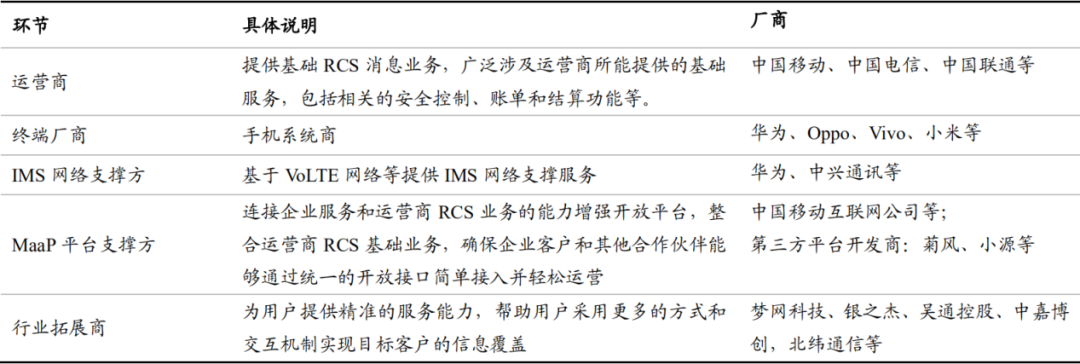 环节 具体说明 厂商
运营商 提供基础 RCS 消息业务，广泛涉及运营商所能提供的基础 中国移动、中国电信、中国联通等
服务，包括相关的安全控制、账单和结算功能等。
终端厂商 手机系统商 华为、Oppo、Vivo、小米等
IMS 网络支撑方 基于 VoLTE 网络等提供 IMS 网络支撑服务 华为、中兴通讯等
MaaP 平台支撑方 连接企业服务和运营商 RCS 业务的能力增强开放平台，整 中国移动互联网公司等；
合运营商 RCS 基础业务，确保企业客户和其他合作伙伴能 第三方平台开发商：菊风、小源等
够通过统一的开放接口简单接入并轻松运营
行业拓展商 为用户提供精准的服务能力，帮助用户采用更多的方式和 梦网科技、银之杰、吴通控股、中嘉博
交互机制实现目标客户的信息覆盖 创，北纬通信等